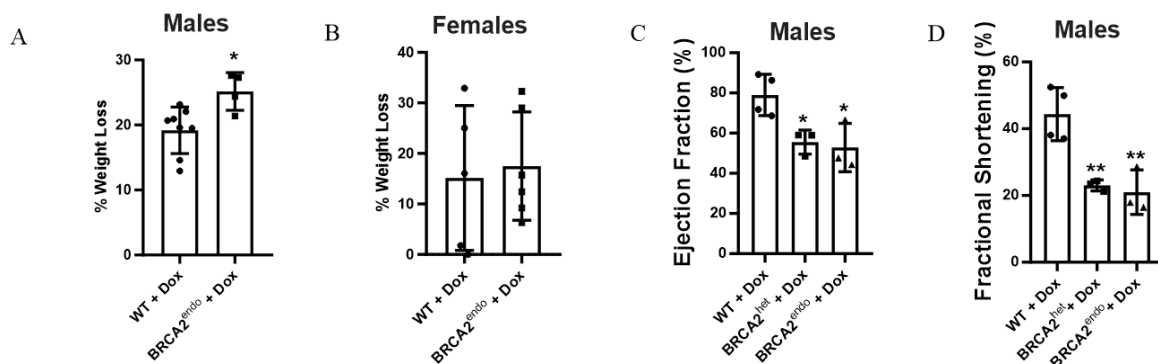 A
Males
% Weight Loss
30
20
10
0
*
WT + Dox
BRCA2endo + Dox
B
Females
% Weight Loss
40
30
20
10
0
WT + Dox
BRCA2endo + Dox
C
Males
Ejection Fraction (%)
100
80
60
40
20
0
*
*
WT + Dox
BRCA2het + Dox
BRCA2endo + Dox
D
Males
Fractional Shortening (%)
60
40
20
0
**
**
WT + Dox
BRCA2het + Dox
BRCA2endo + Dox